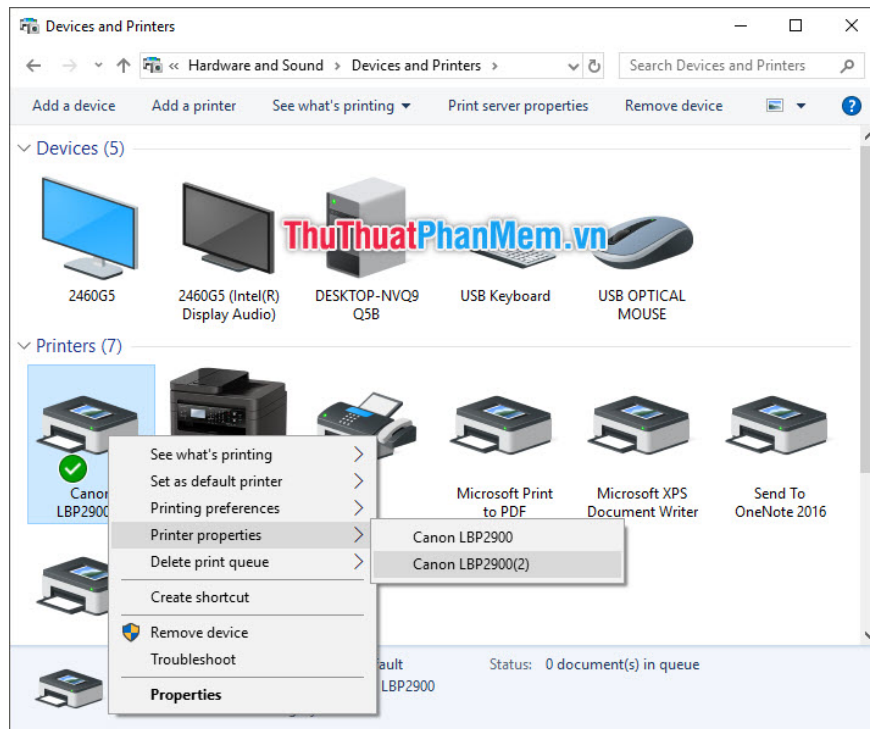 Devices and Printers
« Hardware and Sound › Devices and Printers ›
Search Devices and Printers
Add a device
Add a printer
See what's printing
Print server properties
Remove device
?
Devices (5)
ThuThuatPhanMem.vn
2460G5
2460G5 (Intel(R)
Display Audio)
DESKTOP-NVQ9
Q5B
USB Keyboard
USB OPTICAL
MOUSE
Printers (7)
Canon
LBP2900
Microsoft Print
to PDF
Microsoft XPS
Document Writer
Send To
OneNote 2016
See what's printing
Set as default printer
Printing preferences
Printer properties
Delete print queue
Create shortcut
Remove device
Troubleshoot
Properties
Canon LBP2900
Canon LBP2900(2)
Status: 0 document(s) in queue
LBP2900